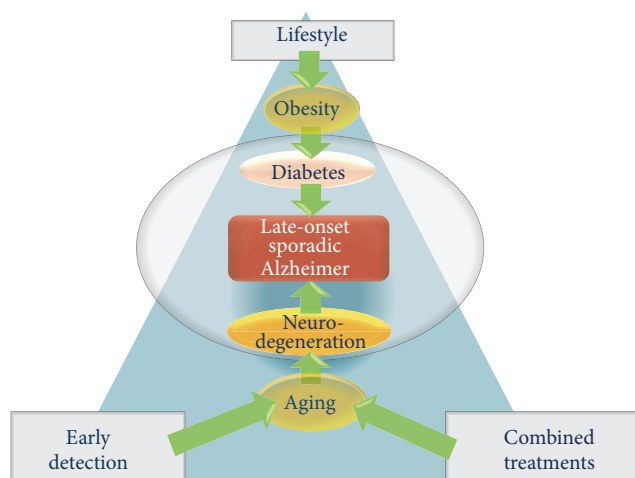 Lifestyle
Obesity
Diabetes
Late-onset
sporadic
Alzheimer
Neuro-
degeneration
Aging
Early
detection
Combined
treatments